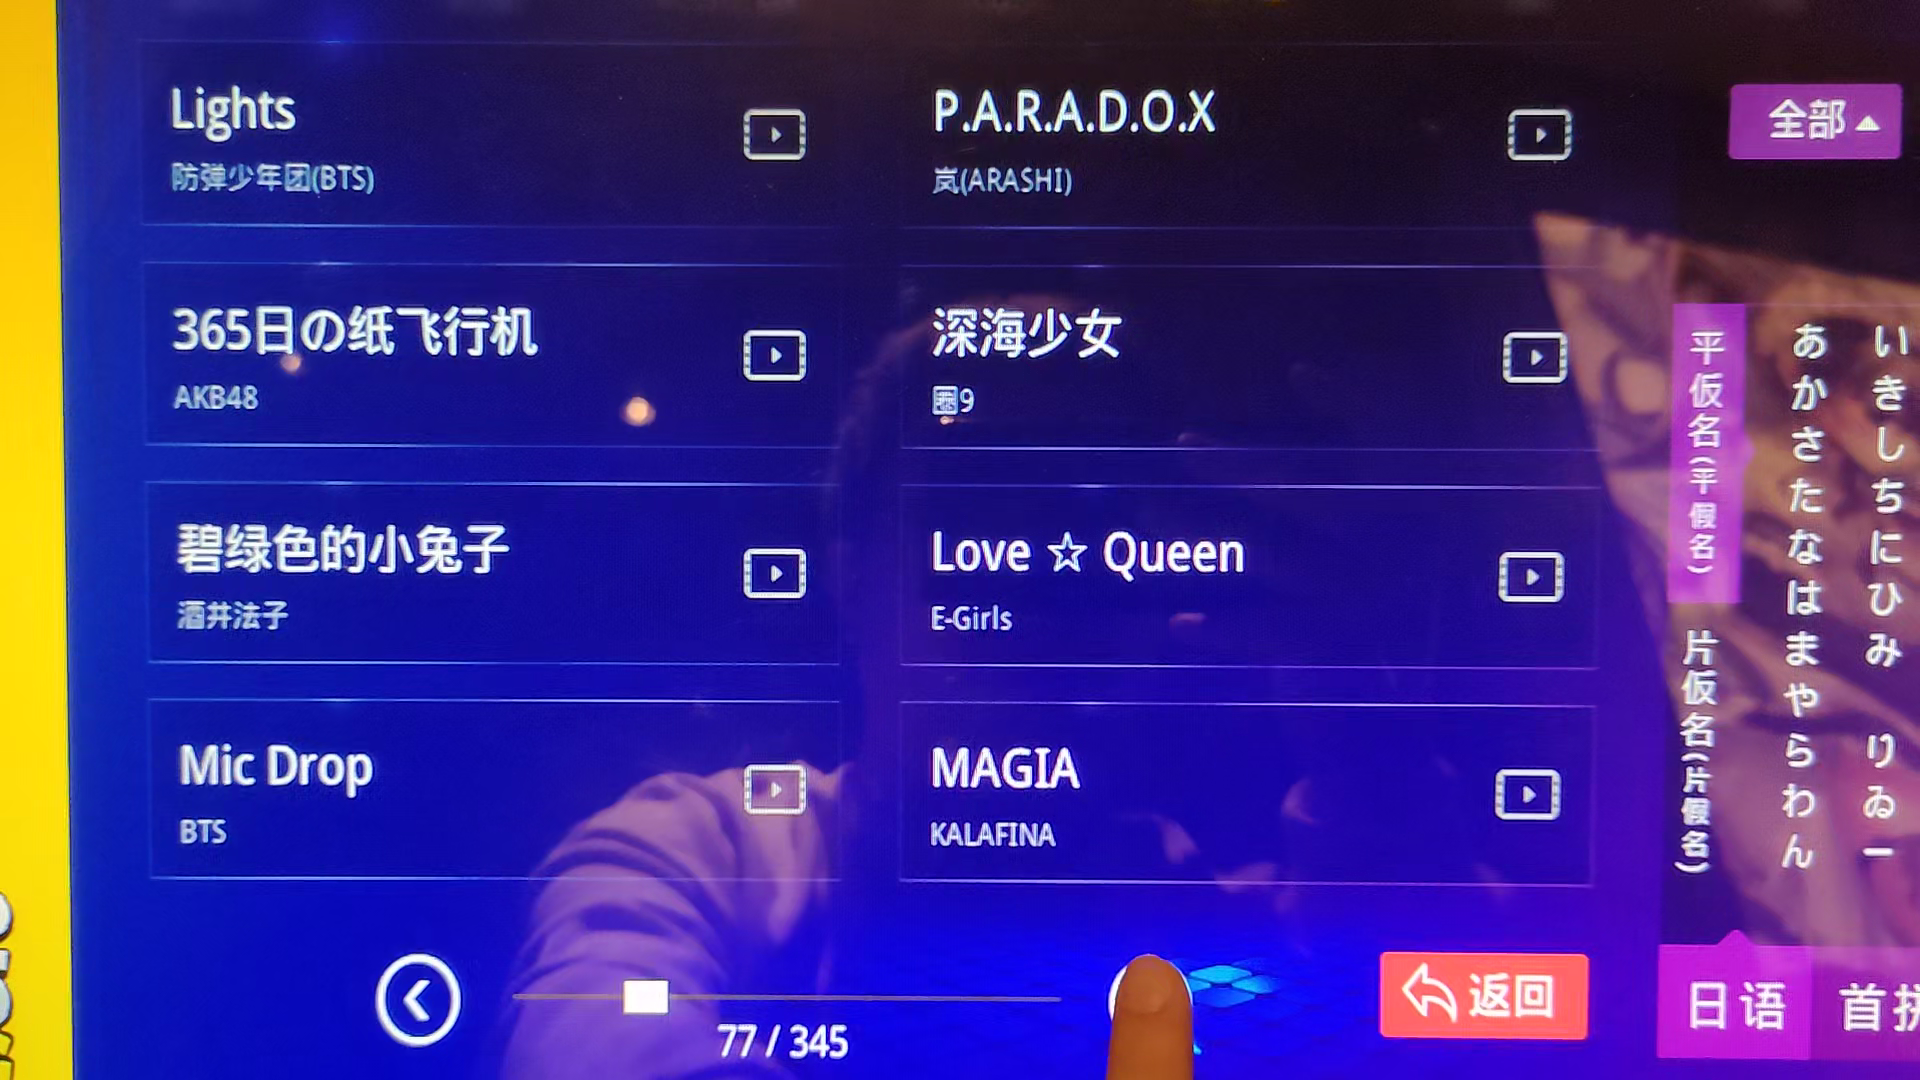 Lights
防弹少年团(BTS)
P.A.R.A.D.O.X
岚(ARASHI)
全部
365日の纸飞行机
AKB48
深海少女
9
碧绿色的小兔子
酒井法子
Love ☆ Queen
E-Girls
Mic Drop
BTS
MAGIA
KALAFINA
平仮名(平假名)
片仮名(片假名)
あかさたなはまやらわん
いきしちにひみ りゐー
77 / 345
返回
日语
首拼